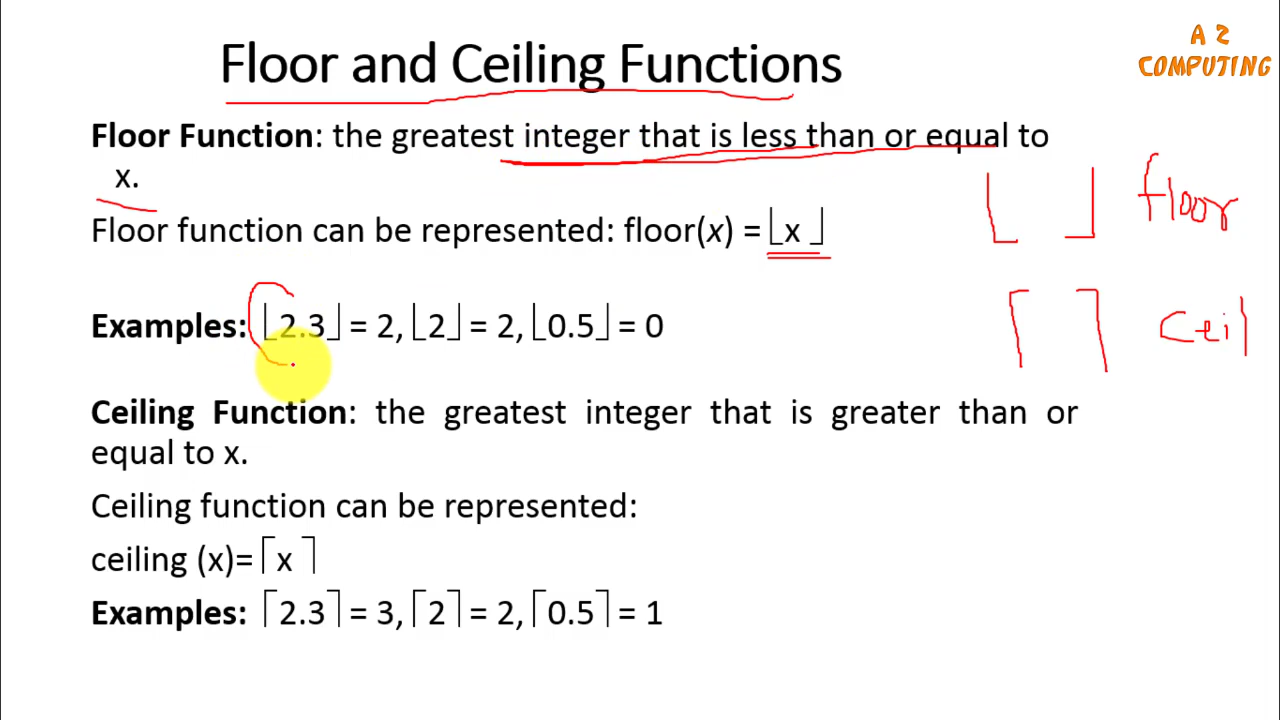 Floor and Ceiling Functions
A Z
COMPUTING
Floor Function: the greatest integer that is less than or equal to
x.
floor
Floor function can be represented: floor(x) = ⌊x ⌋
Examples: ⌊2.3⌋ = 2, ⌊2⌋ = 2, ⌊0.5⌋ = 0
⌊ ⌋
⌈ ⌉ Ceil
Ceiling Function: the greatest integer that is greater than or
equal to x.
Ceiling function can be represented:
ceiling (x)= ⌈x ⌉
Examples: ⌈2.3⌉ = 3, ⌈2⌉ = 2, ⌈0.5⌉ = 1